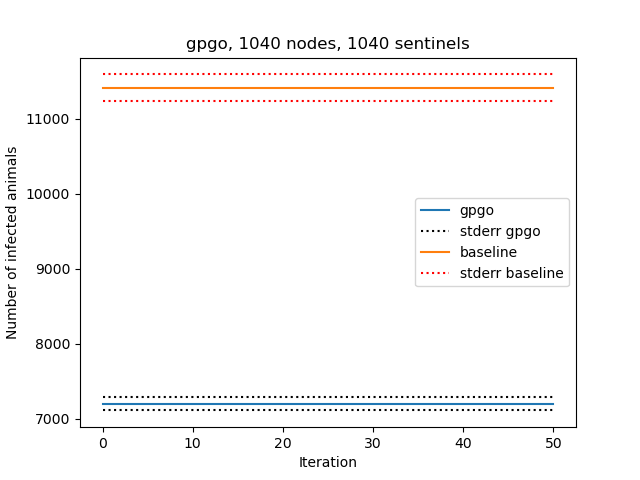 gpgo, 1040 nodes, 1040 sentinels
Number of infected animals
11000
10000
9000
8000
7000
gpgo
stderr gpgo
baseline
stderr baseline
0 10 20 30 40 50
Iteration